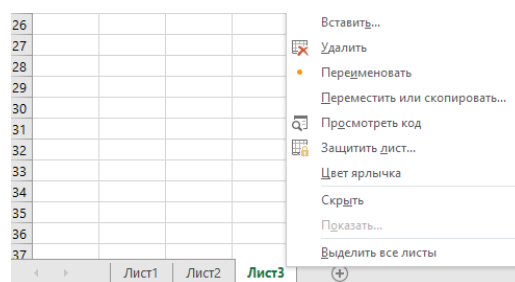 26
27
28
29
30
31
32
33
34
35
36
37
Вставить...
Удалить
Переименовать
Переместить или скопировать...
Просмотреть код
Защитить лист...
Цвет ярлычка
Скрыть
Показать...
Выделить все листы
Лист1 Лист2 Лист3